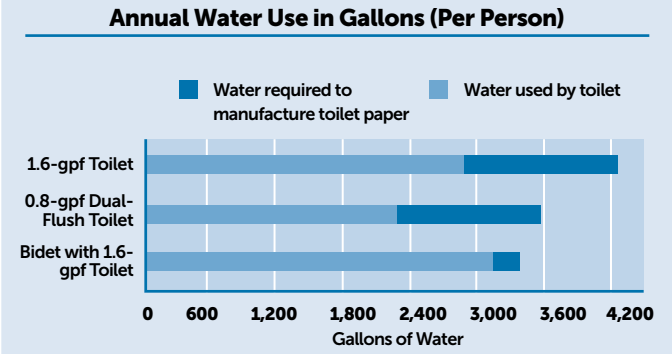 Annual Water Use in Gallons (Per Person)
Water required to
manufacture toilet paper
Water used by toilet
1.6-gpf Toilet
0.8-gpf Dual-
Flush Toilet
Bidet with 1.6-
gpf Toilet
0 600 1,200 1,800 2,400 3,000 3,600 4,200
Gallons of Water